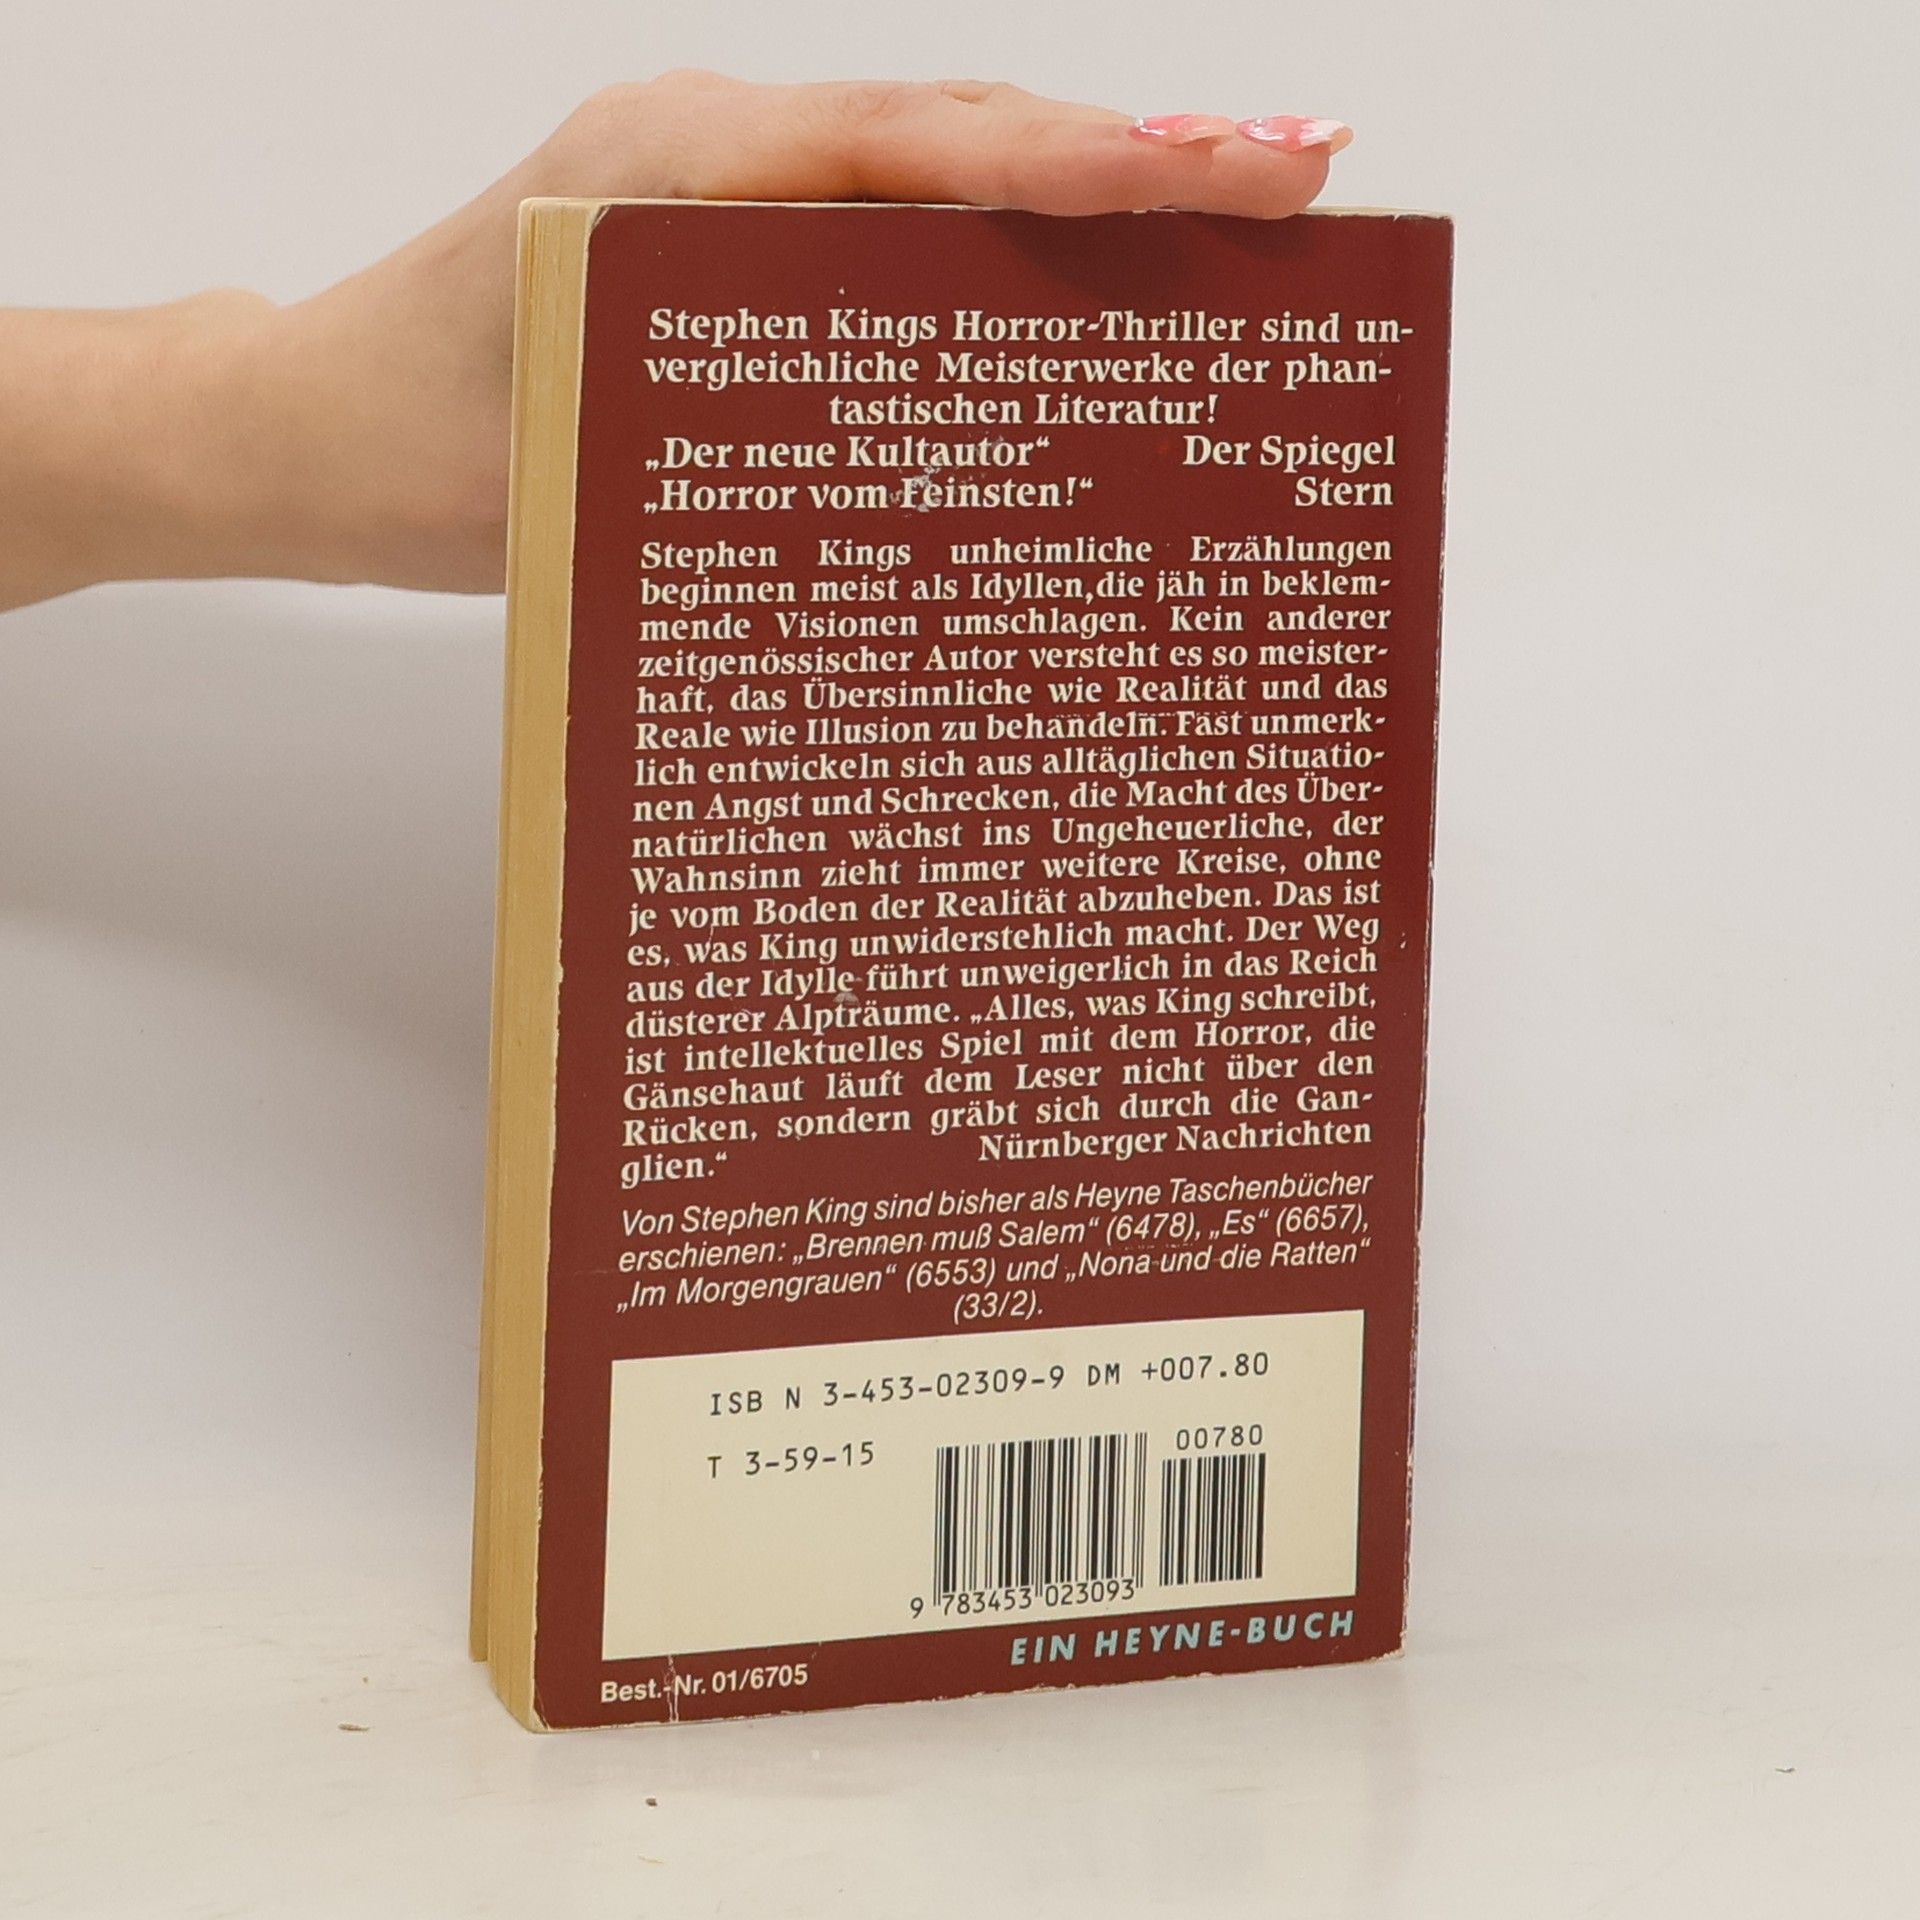 Stephen Kings Horror-Thriller sind un-
vergleichliche Meisterwerke der phan-
tastischen Literatur!
„Der neue Kultautor“ Der Spiegel
„Horror vom Feinsten!“ Stern
Stephen Kings unheimliche Erzählungen
beginnen meist als Idyllen, die jäh in beklem-
mende Visionen umschlagen. Kein anderer
zeitgenössischer Autor versteht es so meister-
haft, das Übersinnliche wie Realität und das
Reale wie Illusion zu behandeln. Fast unmerk-
lich entwickeln sich aus alltäglichen Situatio-
nen Angst und Schrecken, die Macht des Über-
natürlichen wächst ins Ungeheuerliche, der
Wahnsinn zieht immer weitere Kreise, ohne
je vom Boden der Realität abzuheben. Das ist
es, was King unwiderstehlich macht. Der Weg
aus der Idylle führt unweigerlich in das Reich
düsterer Alpträume. „Alles, was King schreibt,
ist intellektuelles Spiel mit dem Horror, die
Gänsehaut läuft dem Leser nicht über den
Rücken, sondern gräbt sich durch die Gan-
glien.“ Nürnberger Nachrichten
Von Stephen King sind bisher als Heyne Taschenbücher
erschienen: „Brennen muß Salem“ (6478), „Es“ (6657),
„Im Morgengrauen“ (6553) und „Nona und die Ratten“
(33/2).
ISB N 3-453-02309-9 DM +007.80
T 3-59-15
00780
9 783453 023093
EIN HEYNE-BUCH
Best.-Nr. 01/6705